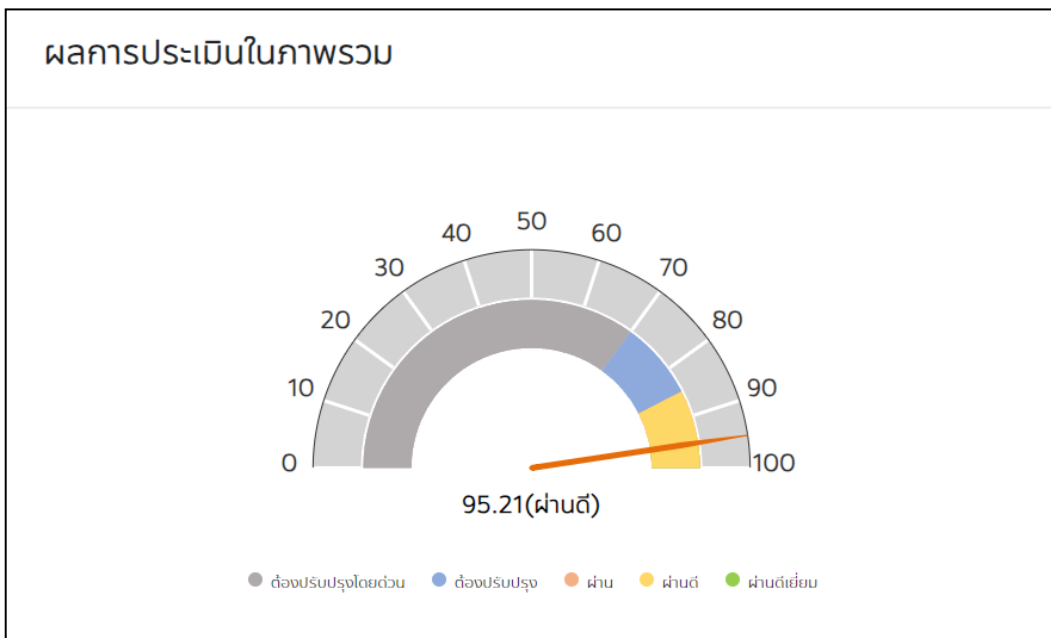 ผลการประเมินในภาพรวม
50
40 60
30 70
20 80
10 90
0 100
95.21(ผ่านดี)
ต้องปรับปรุงโดยด่วน ต้องปรับปรุง ผ่าน ผ่านดี ผ่านดีเยี่ยม